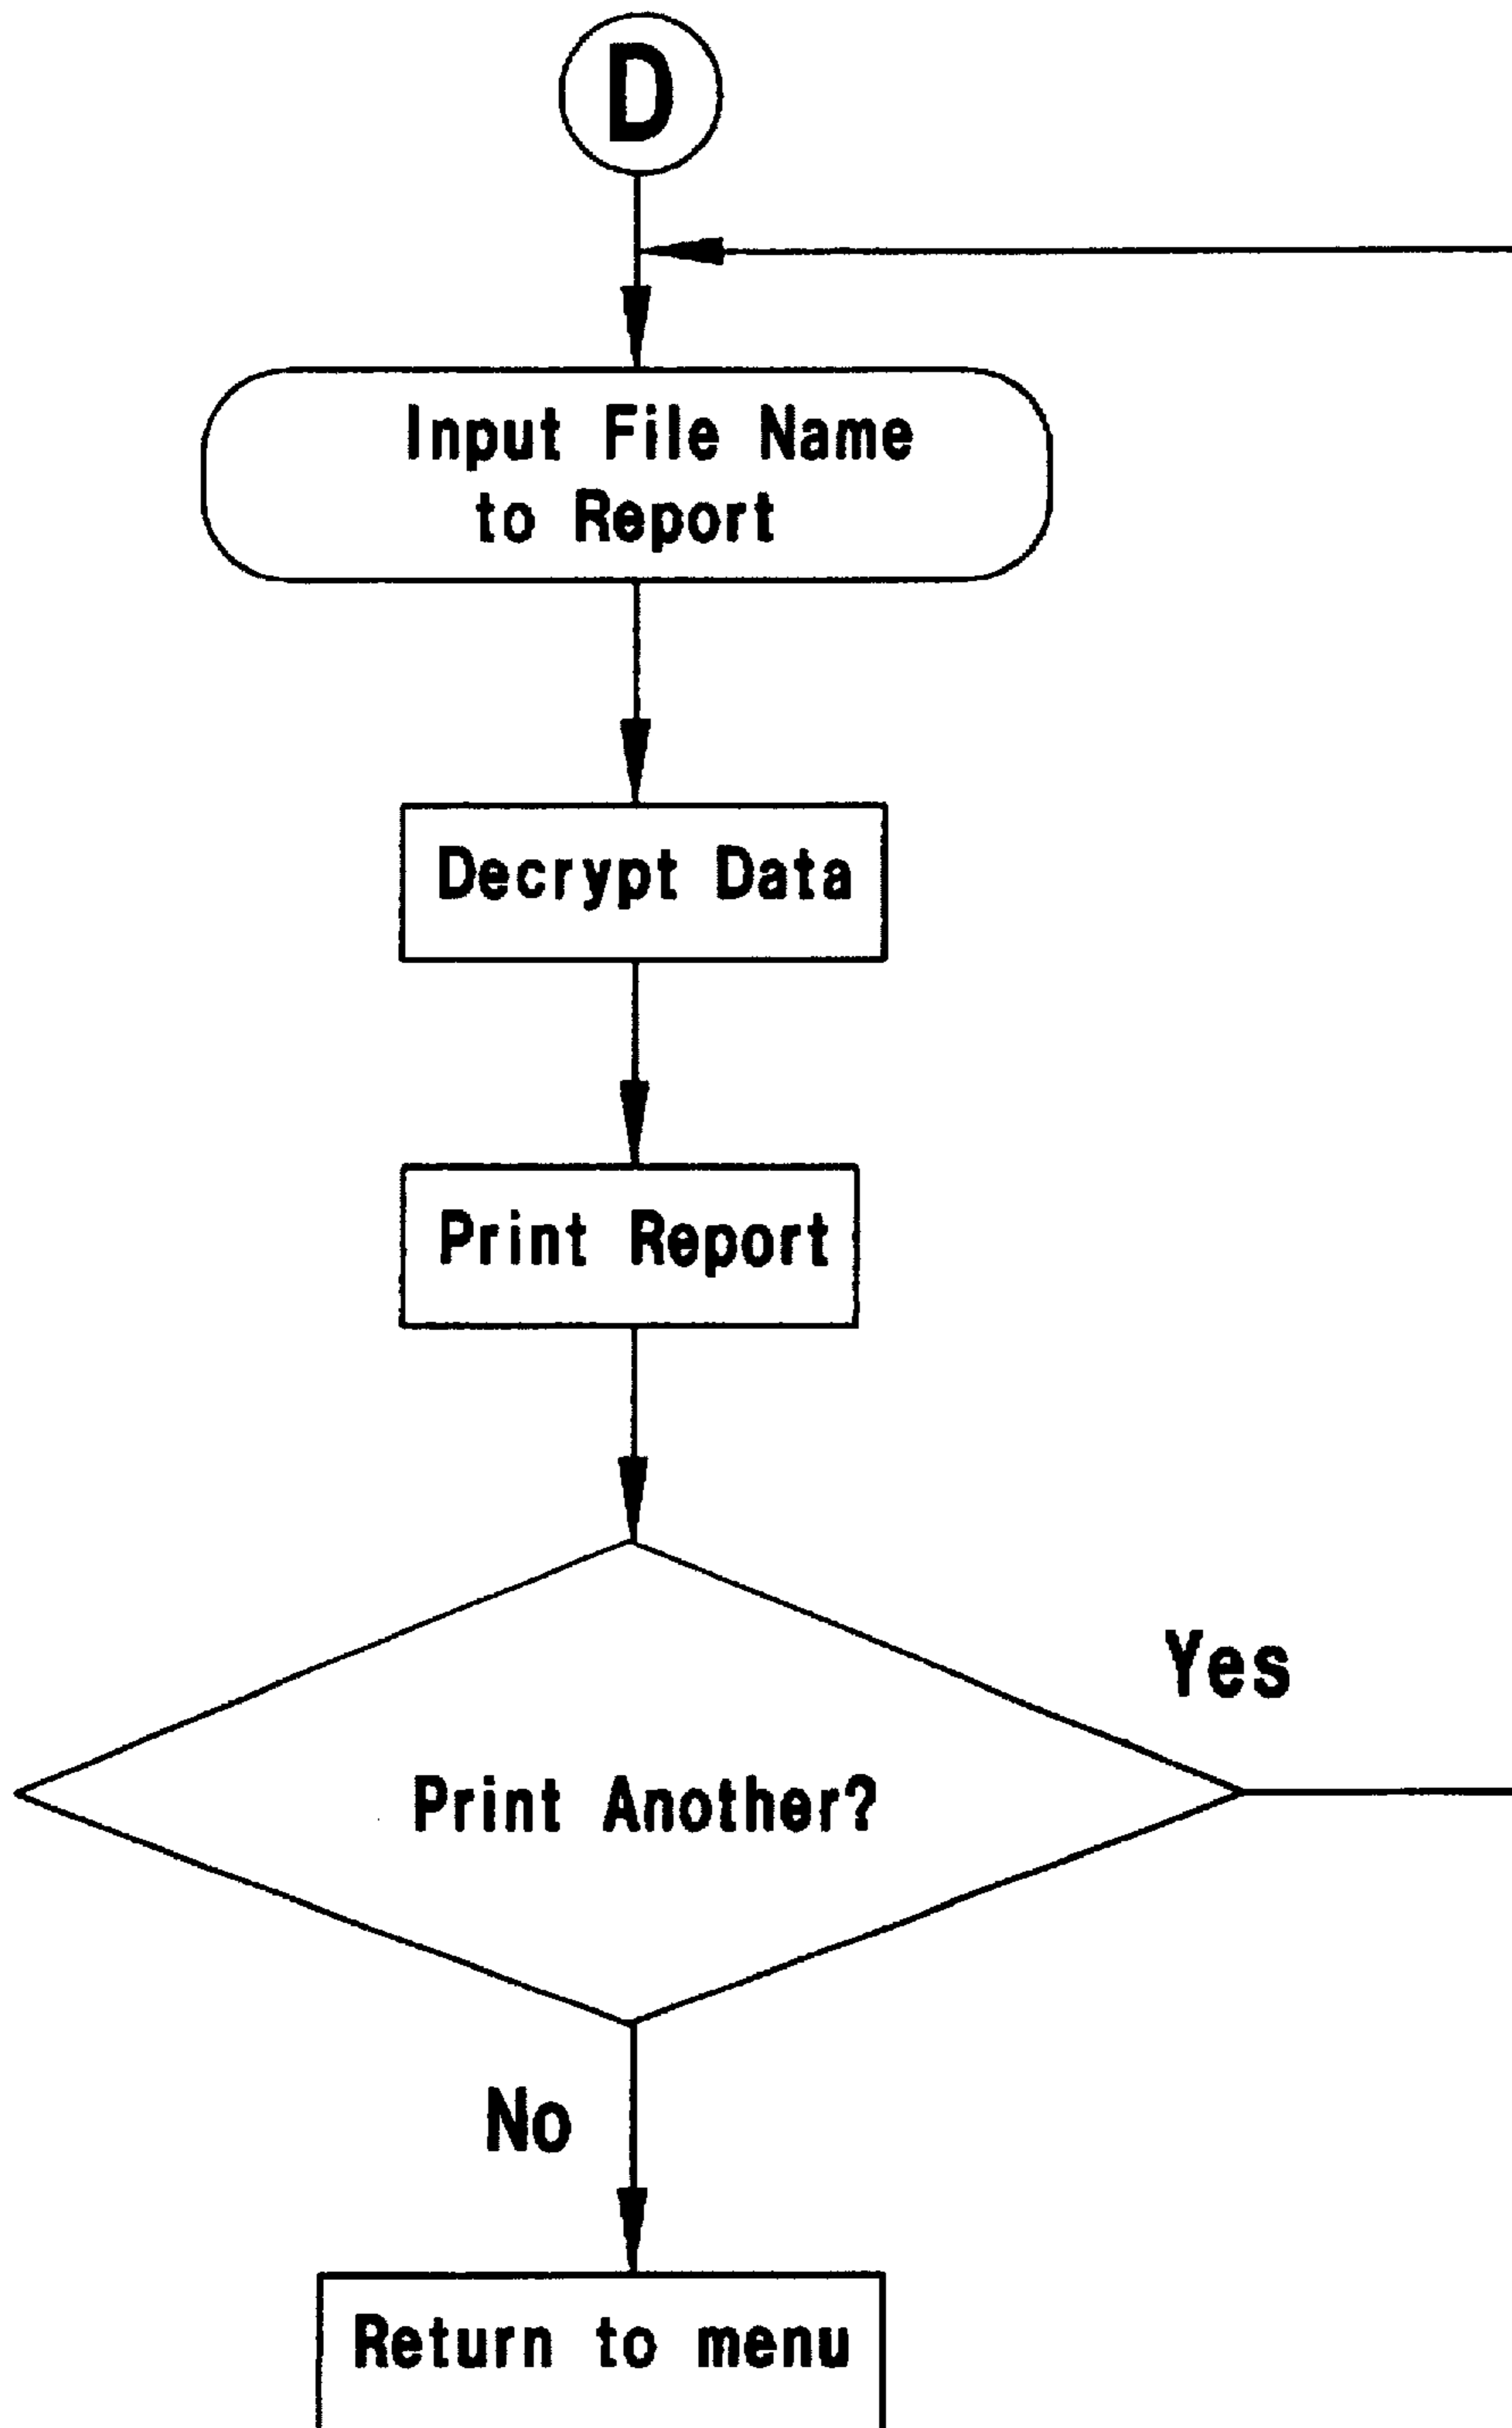 D
Input File Name
to Report
Decrypt Data
Print Report
Yes
Print Another?
No
Return to menu